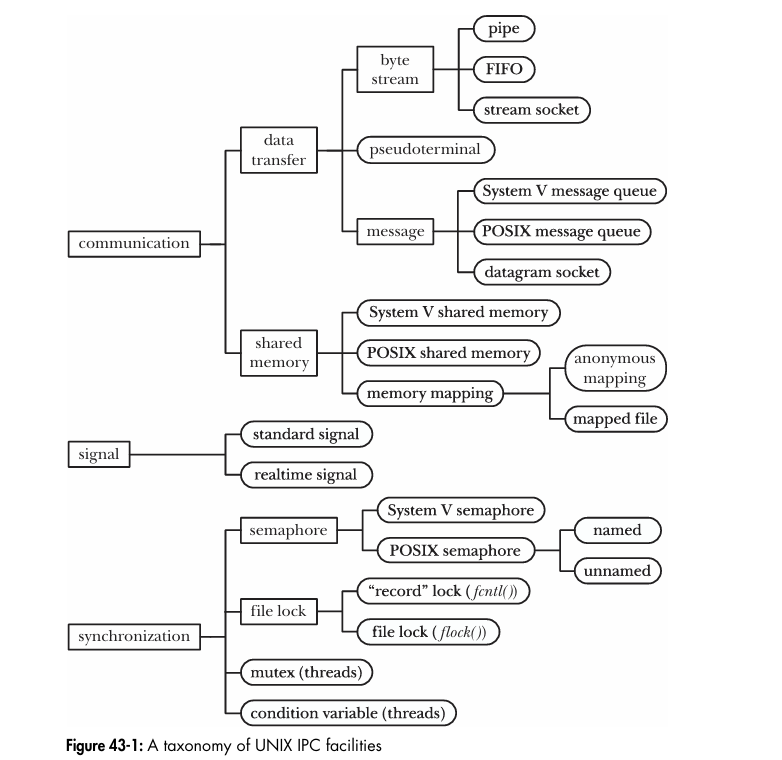 pipe
byte
stream
FIFO
stream socket
data
transfer
pseudoterminal
System V message queue
message
POSIX message queue
datagram socket
communication
System V shared memory
shared
memory
POSIX shared memory
anonymous
mapping
memory mapping
mapped file
standard signal
signal
realtime signal
System V semaphore
semaphore
named
POSIX semaphore
unnamed
“record” lock (fcntl())
file lock
file lock (flock())
synchronization
mutex (threads)
condition variable (threads)
Figure 43-1: A taxonomy of UNIX IPC facilities